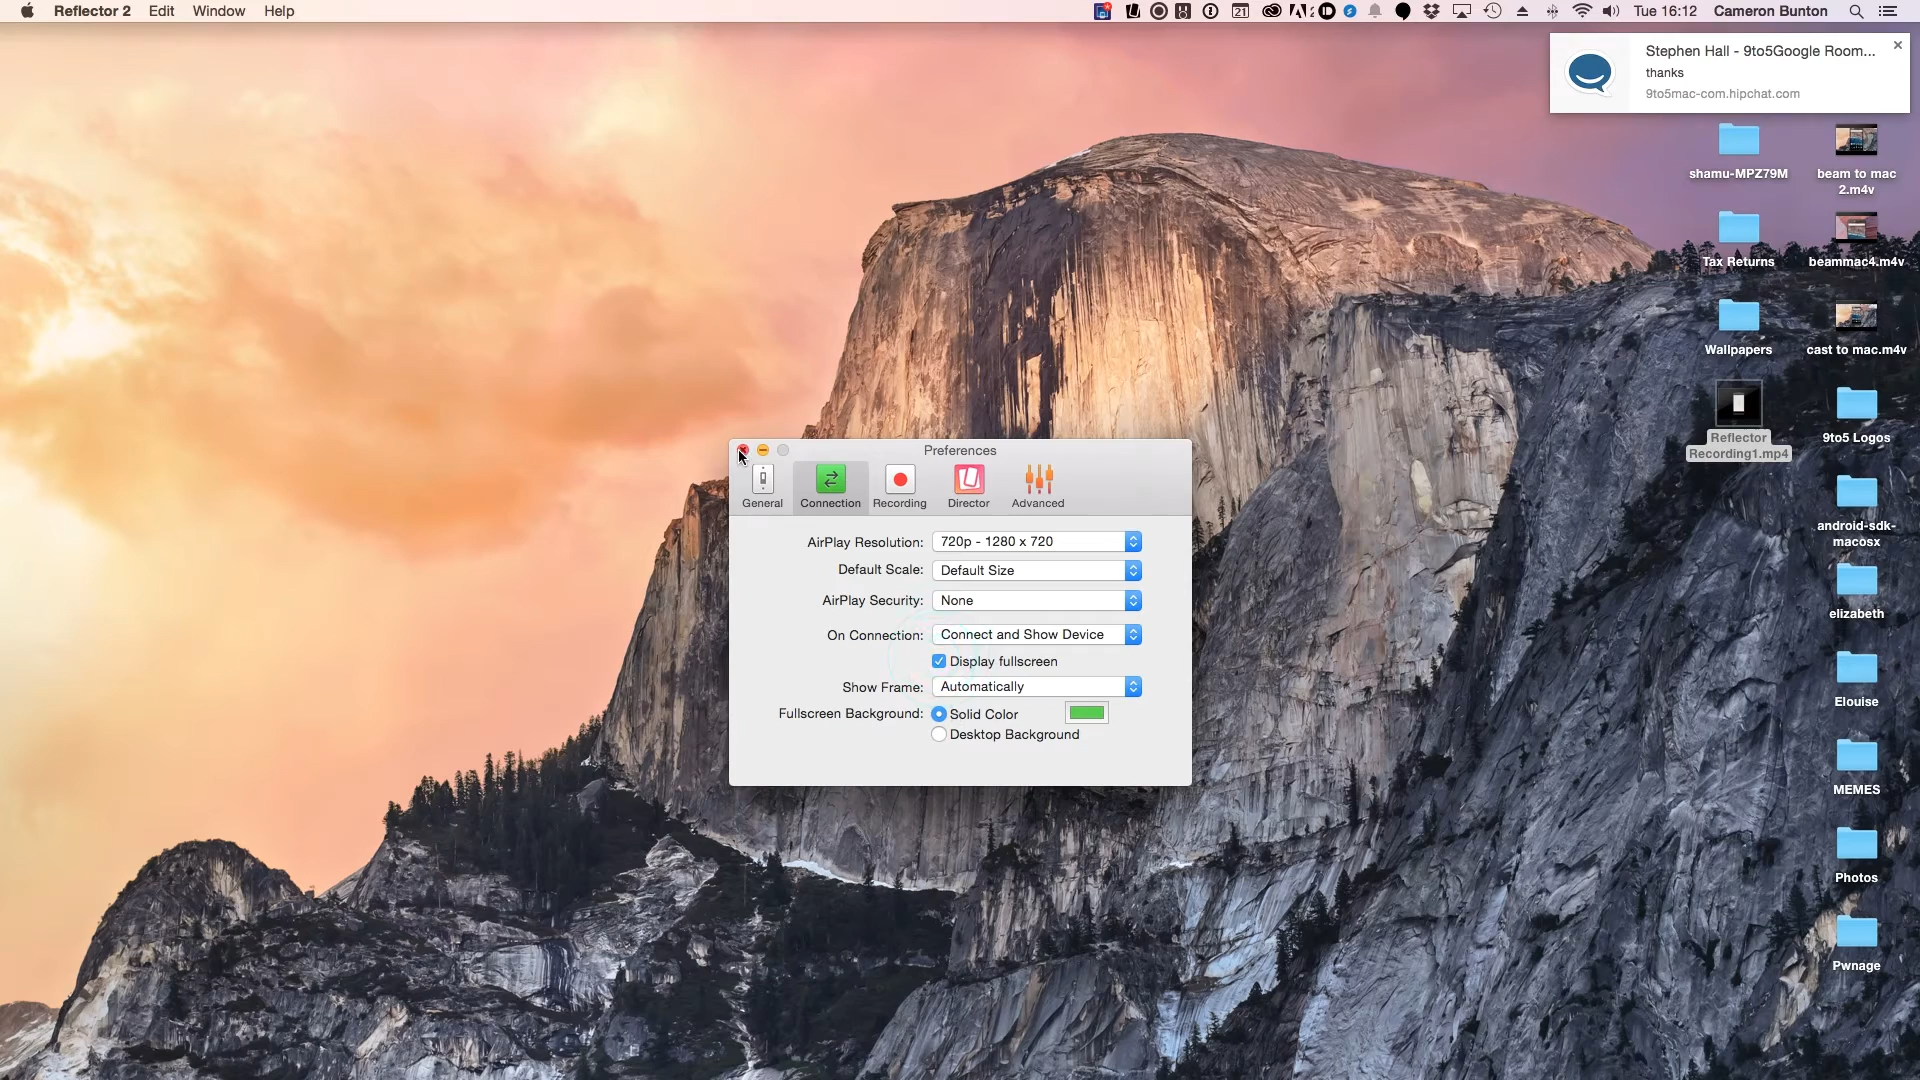 Reflector 2 Edit Window Help
21
Tue 16:12 Cameron Bunton
Stephen Hall - 9to5Google Room...
thanks
9to5mac-com.hipchat.com
shamu-MPZ79M
beam to mac
2.m4v
Tax Returns
beammac4.m4v
Wallpapers
cast to mac.m4v
Reflector
Recording1.mp4
9to5 Logos
android-sdk-
macosx
elizabeth
Elouise
MEMES
Photos
Pwnage
Preferences
General Connection Recording Director Advanced
AirPlay Resolution: 720p - 1280 x 720
Default Scale: Default Size
AirPlay Security: None
On Connection: Connect and Show Device
Display fullscreen
Show Frame: Automatically
Fullscreen Background: Solid Color
Desktop Background